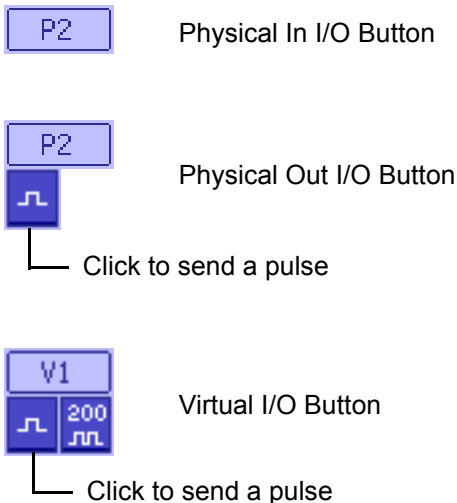 P2
Physical In I/O Button
P2
Physical Out I/O Button
Click to send a pulse
V1
200
Virtual I/O Button
Click to send a pulse